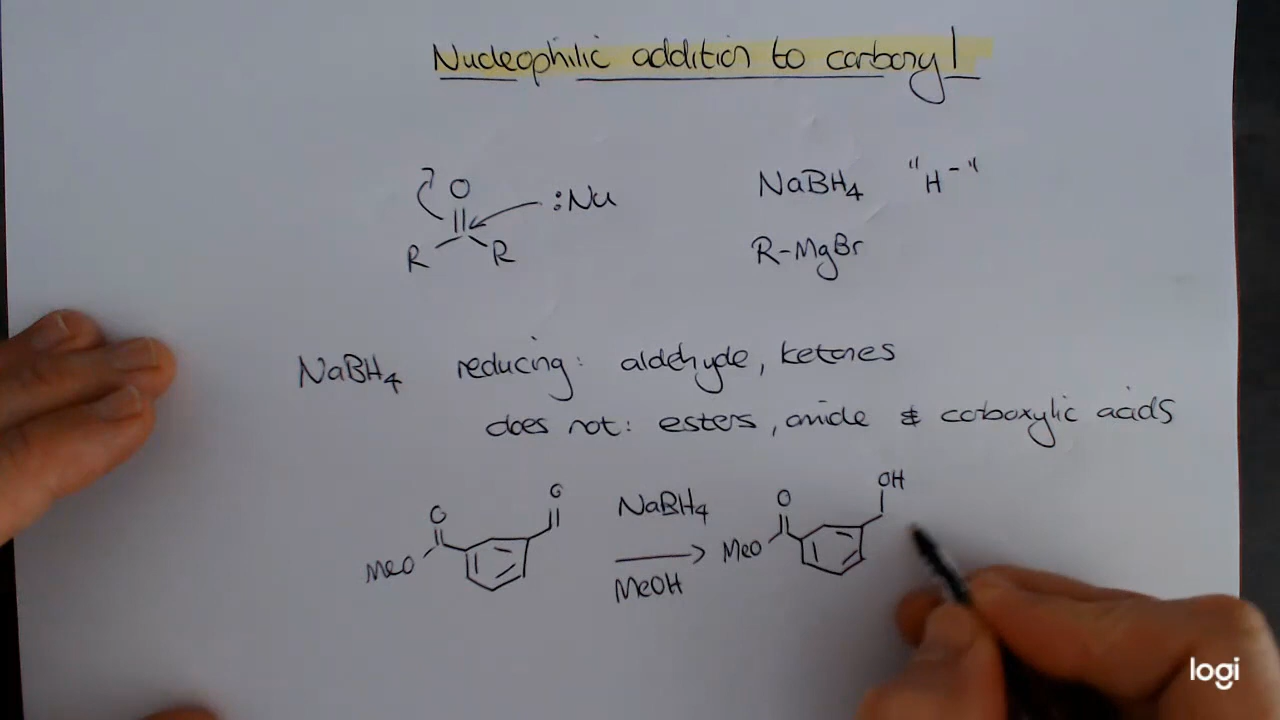 Nucleophilic addition to carbonyl
O
:Nu
R R
NaBH4 "H-"
R-MgBr
NaBH4 reducing: aldehyde, ketones
does not: esters, amide & carboxylic acids
O O
MeO
NaBH4
MeOH
O OH
MeO
logi